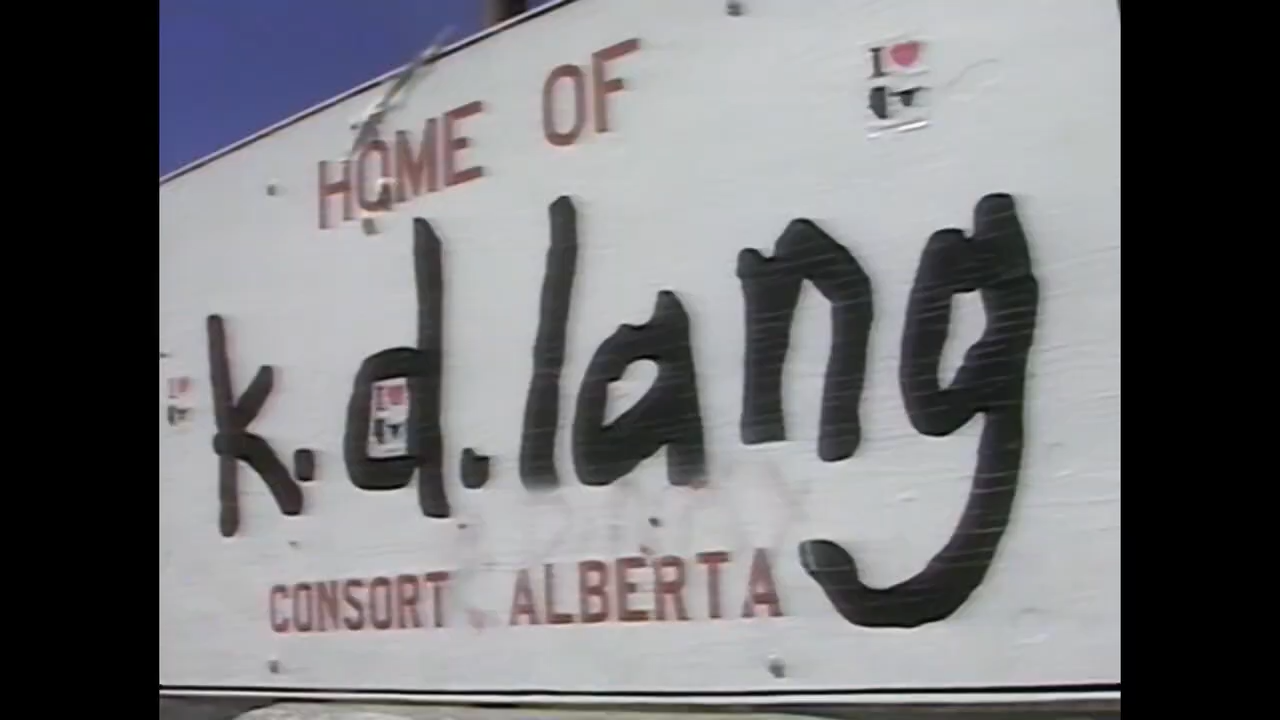 HOME OF
I ❤
k.d. lang
I ❤
I ❤
CONSORT, ALBERTA